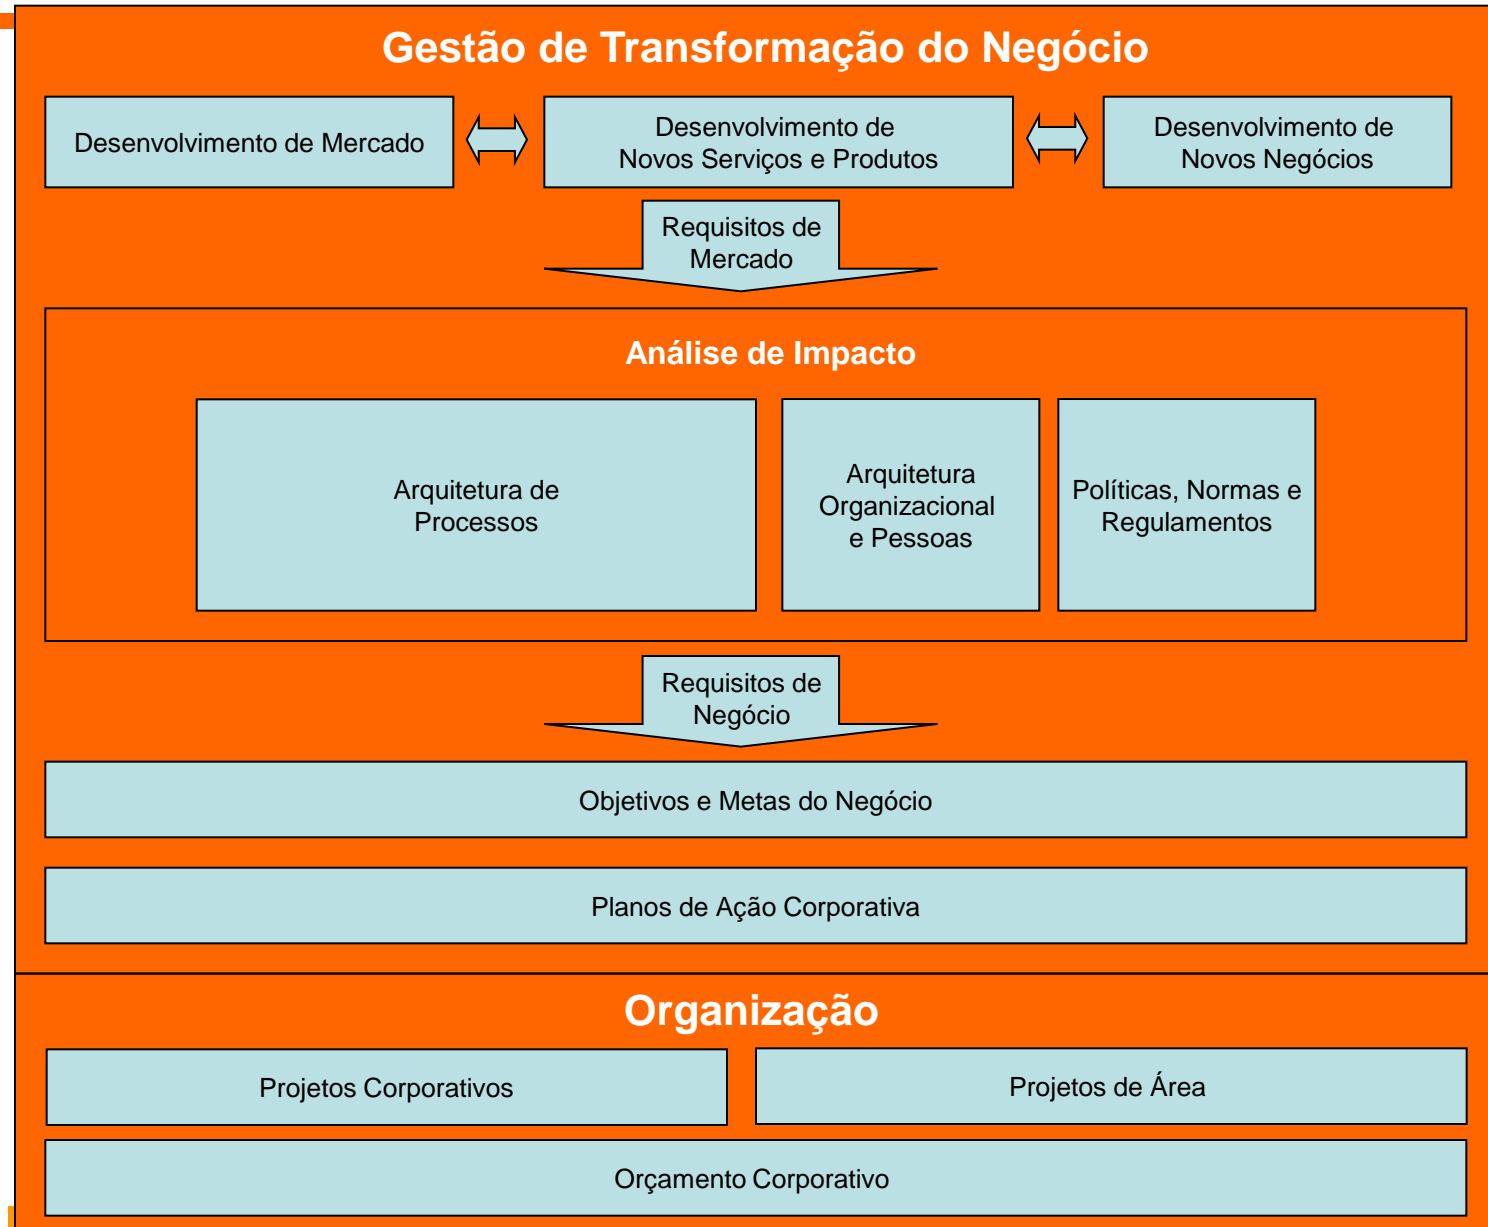 Gestão de Transformação do Negócio
Desenvolvimento de Mercado
Desenvolvimento de
Novos Serviços e Produtos
Desenvolvimento de
Novos Negócios
Requisitos de
Mercado
Análise de Impacto
Arquitetura de
Processos
Arquitetura
Organizacional
e Pessoas
Políticas, Normas e
Regulamentos
Requisitos de
Negócio
Objetivos e Metas do Negócio
Planos de Ação Corporativa
Organização
Projetos Corporativos
Projetos de Área
Orçamento Corporativo